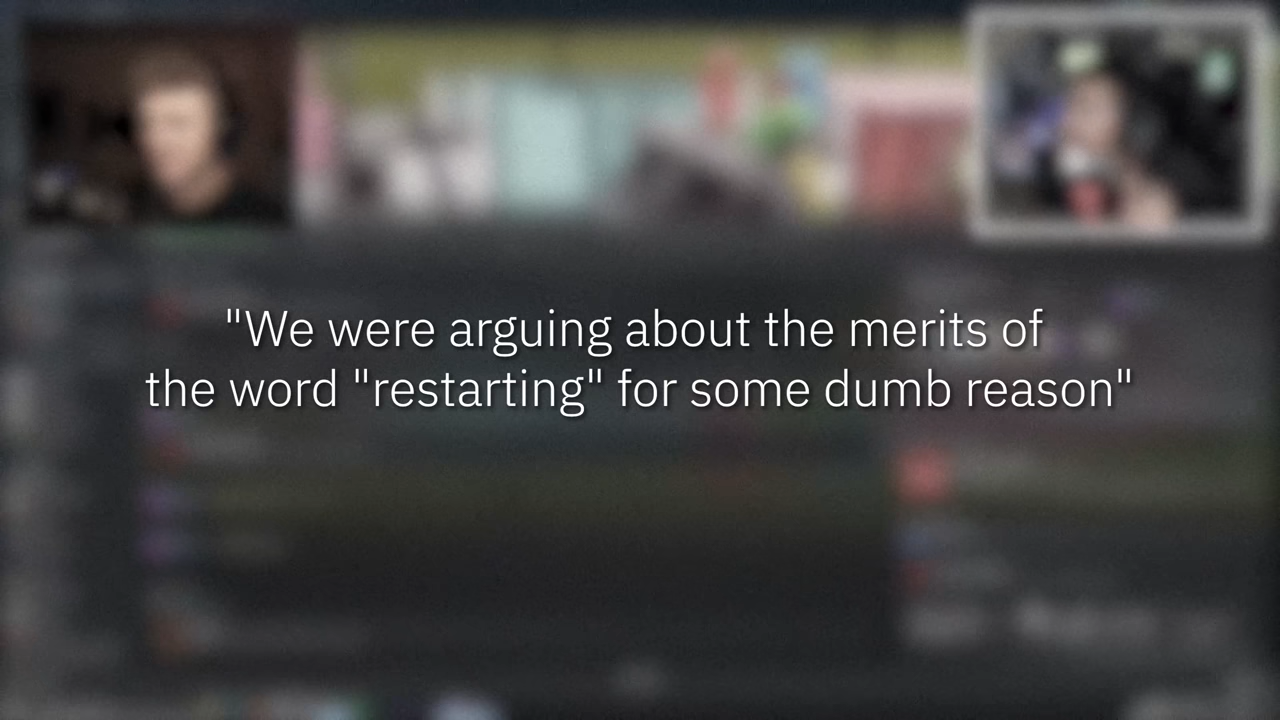 "We were arguing about the merits of
the word "restarting" for some dumb reason"